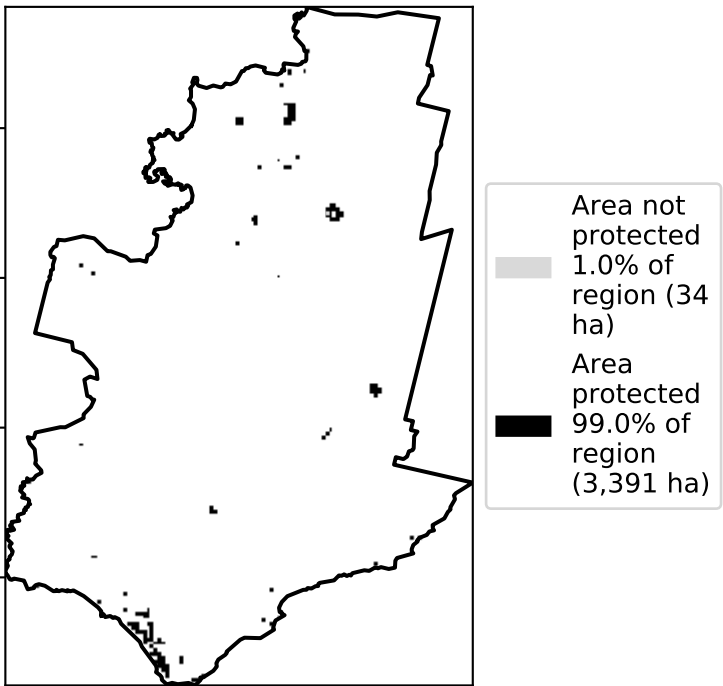 Area not
protected
1.0% of
region (34
ha)
Area
protected
99.0% of
region
(3,391 ha)